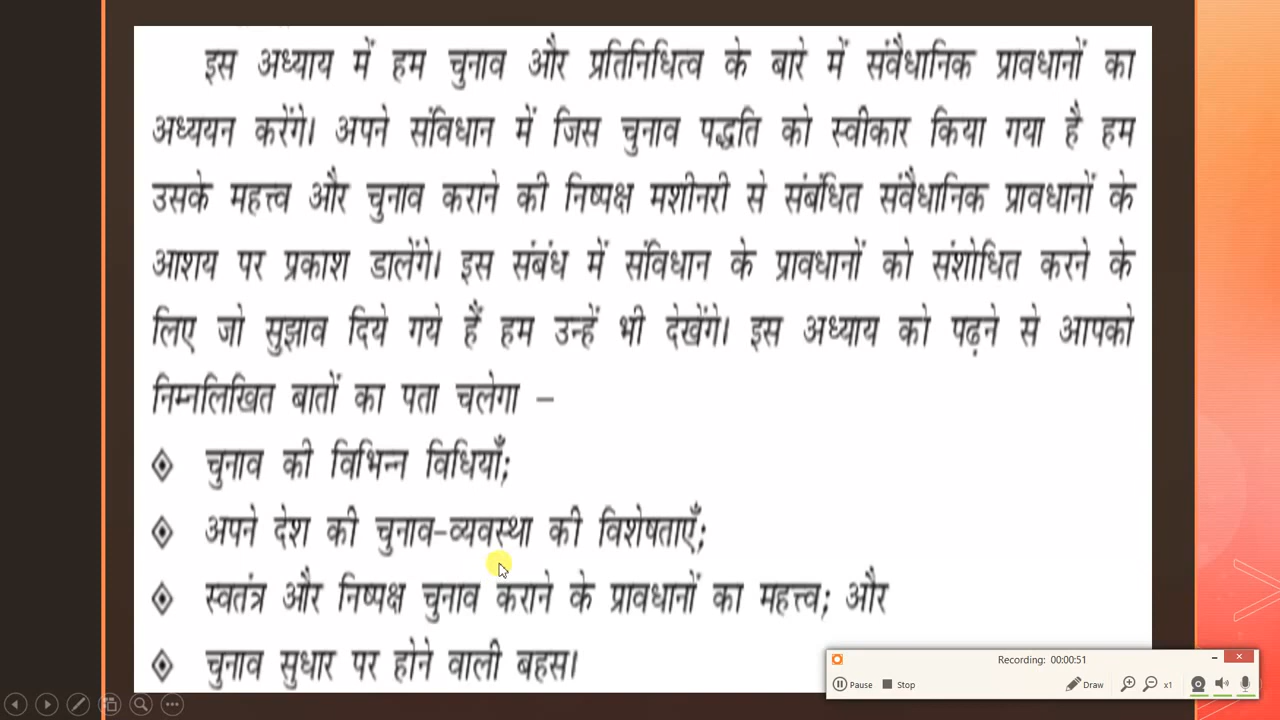 इस अध्याय में हम चुनाव और प्रतिनिधित्व के बारे में संवैधानिक प्रावधानों का
अध्ययन करेंगे। अपने संविधान में जिस चुनाव पद्धति को स्वीकार किया गया है हम
उसके महत्त्व और चुनाव कराने की निष्पक्ष मशीनरी से संबंधित संवैधानिक प्रावधानों के
आशय पर प्रकाश डालेंगे। इस संबंध में संविधान के प्रावधानों को संशोधित करने के
लिए जो सुझाव दिये गये हैं हम उन्हें भी देखेंगे। इस अध्याय को पढ़ने से आपको
निम्नलिखित बातों का पता चलेगा –
चुनाव की विभिन्न विधियाँ;
अपने देश की चुनाव-व्यवस्था की विशेषताएँ;
स्वतंत्र और निष्पक्ष चुनाव कराने के प्रावधानों का महत्त्व; और
चुनाव सुधार पर होने वाली बहस।
Recording: 00:00:51
Pause Stop Draw x1